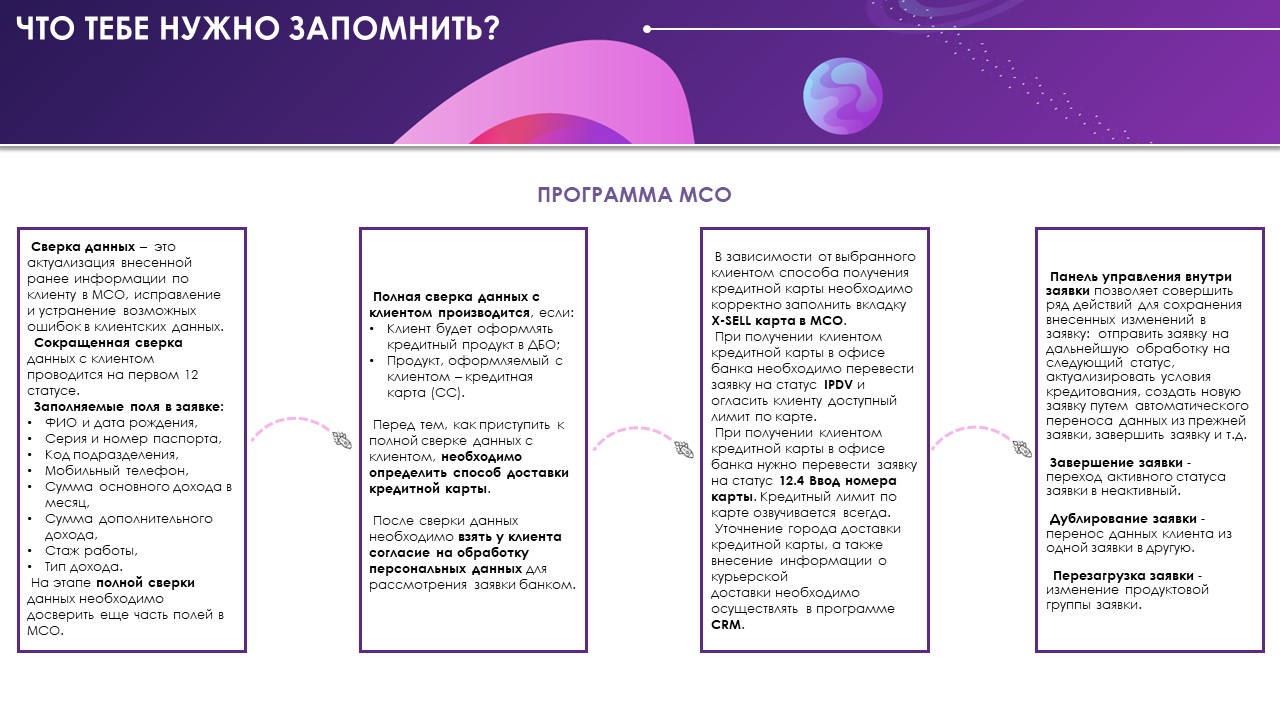 ЧТО ТЕБЕ НУЖНО ЗАПОМНИТЬ?
ПРОГРАММА МСО
Сверка данных – это
актуализация внесенной
ранее информации по
клиенту в МСО, исправление
и устранение возможных
ошибок в клиентских данных.
Сокращенная сверка
данных с клиентом
проводится на первом 12
статусе.
Заполняемые поля в заявке:
• ФИО и дата рождения,
• Серия и номер паспорта,
• Код подразделения,
• Мобильный телефон,
• Сумма основного дохода в
месяц,
• Сумма дополнительного
дохода,
• Стаж работы,
• Тип дохода.
На этапе полной сверки
данных необходимо
досверить еще часть полей в
МСО.
Полная сверка данных с
клиентом производится, если:
• Клиент будет оформлять
кредитный продукт в ДБО;
• Продукт, оформляемый с
клиентом – кредитная
карта (СС).
Перед тем, как приступить к
полной сверке данных с
клиентом, необходимо
определить способ доставки
кредитной карты.
После сверки данных
необходимо взять у клиента
согласие на обработку
персональных данных для
рассмотрения заявки банком.
В зависимости от выбранного
клиентом способа получения
кредитной карты необходимо
корректно заполнить вкладку
X-SELL карта в МСО.
При получении клиентом
кредитной карты в офисе
банка необходимо перевести
заявку на статус IPDV и
огласить клиенту доступный
лимит по карте.
При получении клиентом
кредитной карты в офисе
банка нужно перевести заявку
на статус 12.4 Ввод номера
карты. Кредитный лимит по
карте озвучивается всегда.
Уточнение города доставки
кредитной карты, а также
внесение информации о
курьерской
доставки необходимо
осуществлять в программе
CRM.
Панель управления внутри
заявки позволяет совершить
ряд действий для сохранения
внесенных изменений в
заявку: отправить заявку на
дальнейшую обработку на
следующий статус,
актуализировать условия
кредитования, создать новую
заявку путем автоматического
переноса данных из прежней
заявки, завершить заявку и т.д.
Завершение заявки -
переход активного статуса
заявки в неактивный.
Дублирование заявки -
перенос данных клиента из
одной заявки в другую.
Перезагрузка заявки -
изменение продуктовой
группы заявки.